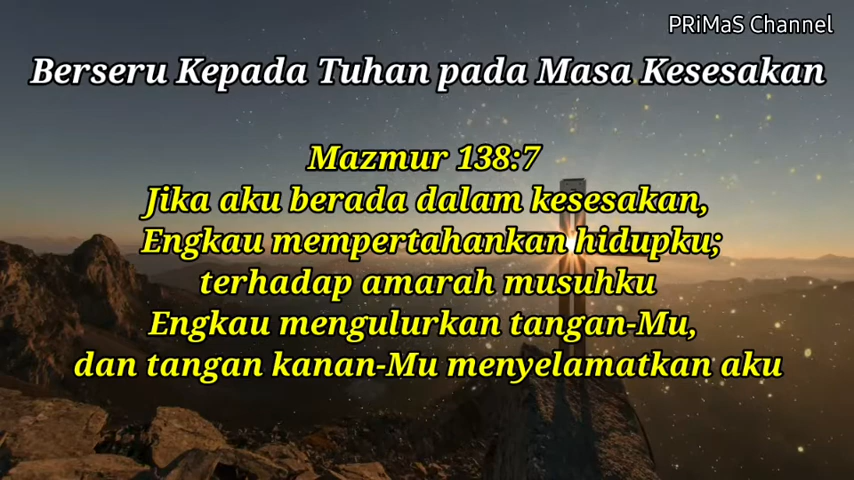 PRiMaS Channel
Berseru Kepada Tuhan pada Masa Kesesakan
Mazmur 138:7
Jika aku berada dalam kesesakan,
Engkau mempertahankan hidupku;
terhadap amarah musuhku
Engkau mengulurkan tangan-Mu,
dan tangan kanan-Mu menyelamatkan aku